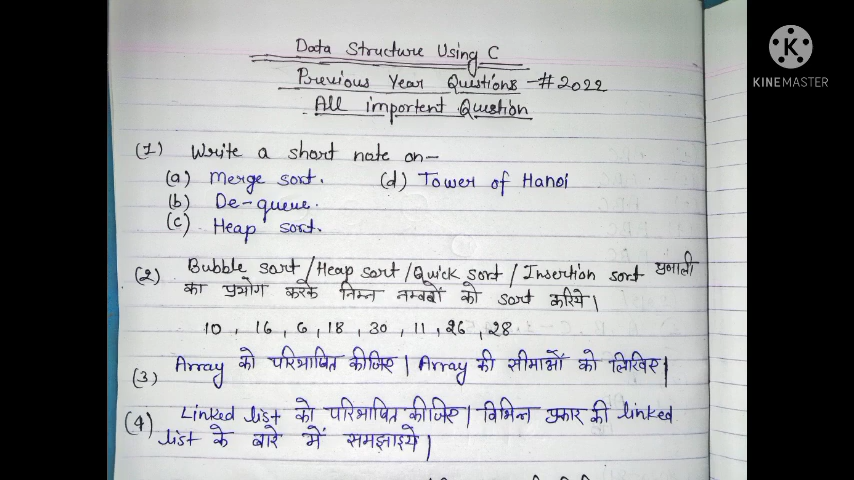 Data Structure Using C
Previous Year Questions - #2022
All importent Question
K
KINEMASTER
(1) Write a short note on-
(a) Merge sort. (d) Tower of Hanoi
(b) De-queue.
(c) Heap sort.
(2) Bubble sort / Heap sort / Quick sort / Insertion sort प्रणाली
का प्रयोग करके निम्न नम्बरों को sort करिये।
10, 16, 6, 18, 30, 11, 26, 28
(3) Array को परिभाषित कीजिए। Array की सीमाओं को लिखिए।
(4) Linked list को परिभाषित कीजिए। विभिन्न प्रकार की linked
list के बारे में समझाइये।